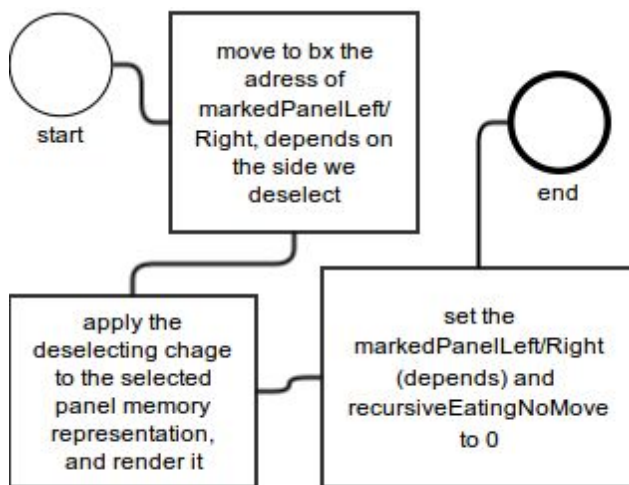 start
move to bx the
adress of
markedPanelLeft/
Right, depends on
the side we
deselect
apply the
deselecting chage
to the selected
panel memory
representation,
and render it
set the
markedPanelLeft/Right
(depends) and
recursiveEatingNoMove
to 0
end